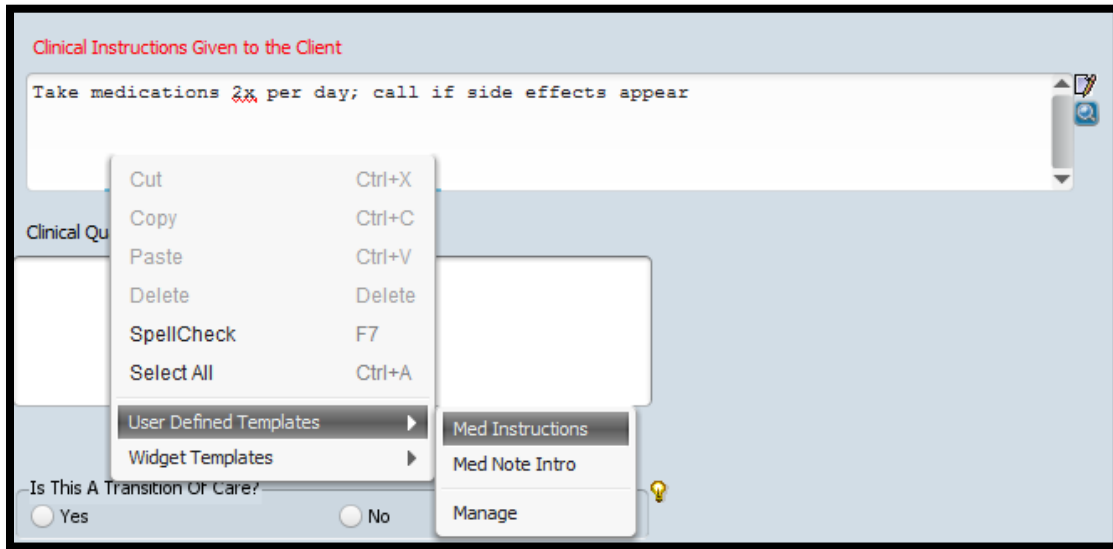 Clinical Instructions Given to the Client
Take medications 2x per day; call if side effects appear
Cut Ctrl+X
Copy Ctrl+C
Clinical Qu
Paste Ctrl+V
Delete Delete
SpellCheck F7
Select All Ctrl+A
User Defined Templates
Med Instructions
Widget Templates
Med Note Intro
Is This A Transition Of Care?
Yes No
Manage